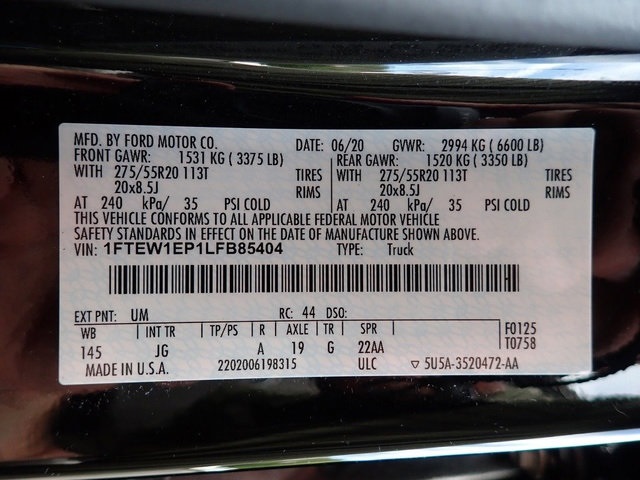 MFD. BY FORD MOTOR CO. DATE: 06/20 GVWR: 2994 KG ( 6600 LB)
FRONT GAWR: 1531 KG ( 3375 LB) REAR GAWR: 1520 KG ( 3350 LB)
WITH 275/55R20 113T TIRES WITH 275/55R20 113T TIRES
20x8.5J RIMS 20x8.5J RIMS
AT 240 kPa/ 35 PSI COLD AT 240 kPa/ 35 PSI COLD
THIS VEHICLE CONFORMS TO ALL APPLICABLE FEDERAL MOTOR VEHICLE
SAFETY STANDARDS IN EFFECT ON THE DATE OF MANUFACTURE SHOWN ABOVE.
VIN: 1FTEW1EP1LFB85404 TYPE: Truck
EXT PNT: UM RC: 44 DSO:
WB INT TR TP/PS R AXLE TR SPR F0125
145 JG A 19 G 22AA T0758
MADE IN U.S.A. 2202006198315 ULC ▽ 5U5A-3520472-AA